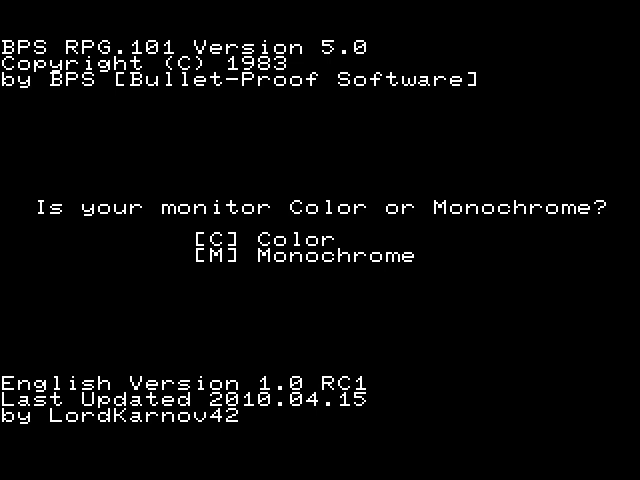 BPS RPG.101 Version 5.0
Copyright (C) 1983
by BPS [Bullet-Proof Software]
Is your monitor Color or Monochrome?
[C] Color
[M] Monochrome
English Version 1.0 RC1
Last Updated 2010.04.15
by LordKarnov42